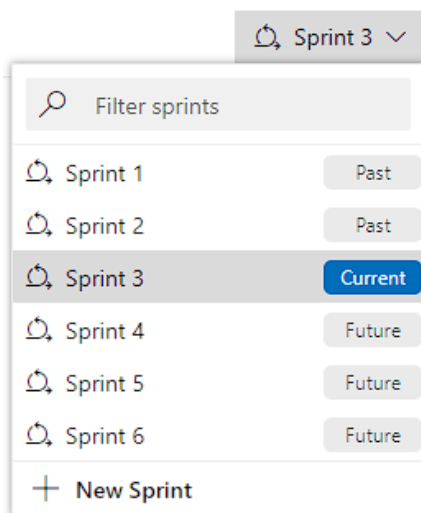 Sprint 3
Filter sprints
Sprint 1 Past
Sprint 2 Past
Sprint 3 Current
Sprint 4 Future
Sprint 5 Future
Sprint 6 Future
New Sprint